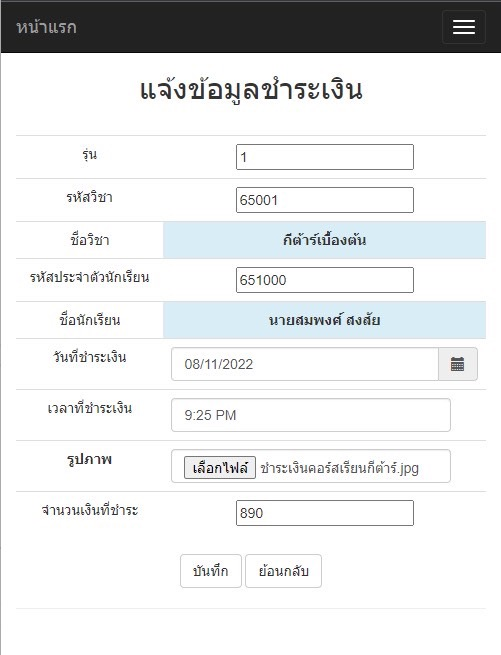 หน้าแรก
แจ้งข้อมูลชำระเงิน
รุ่น 1
รหัสวิชา 65001
ชื่อวิชา กีต้าร์เบื้องต้น
รหัสประจำตัวนักเรียน 651000
ชื่อนักเรียน นายสมพงศ์ สงสัย
วันที่ชำระเงิน 08/11/2022
เวลาที่ชำระเงิน 9:25 PM
รูปภาพ เลือกไฟล์ ชำระเงินคอร์สเรียนกีต้าร์.jpg
จำนวนเงินที่ชำระ 890
บันทึก ย้อนกลับ